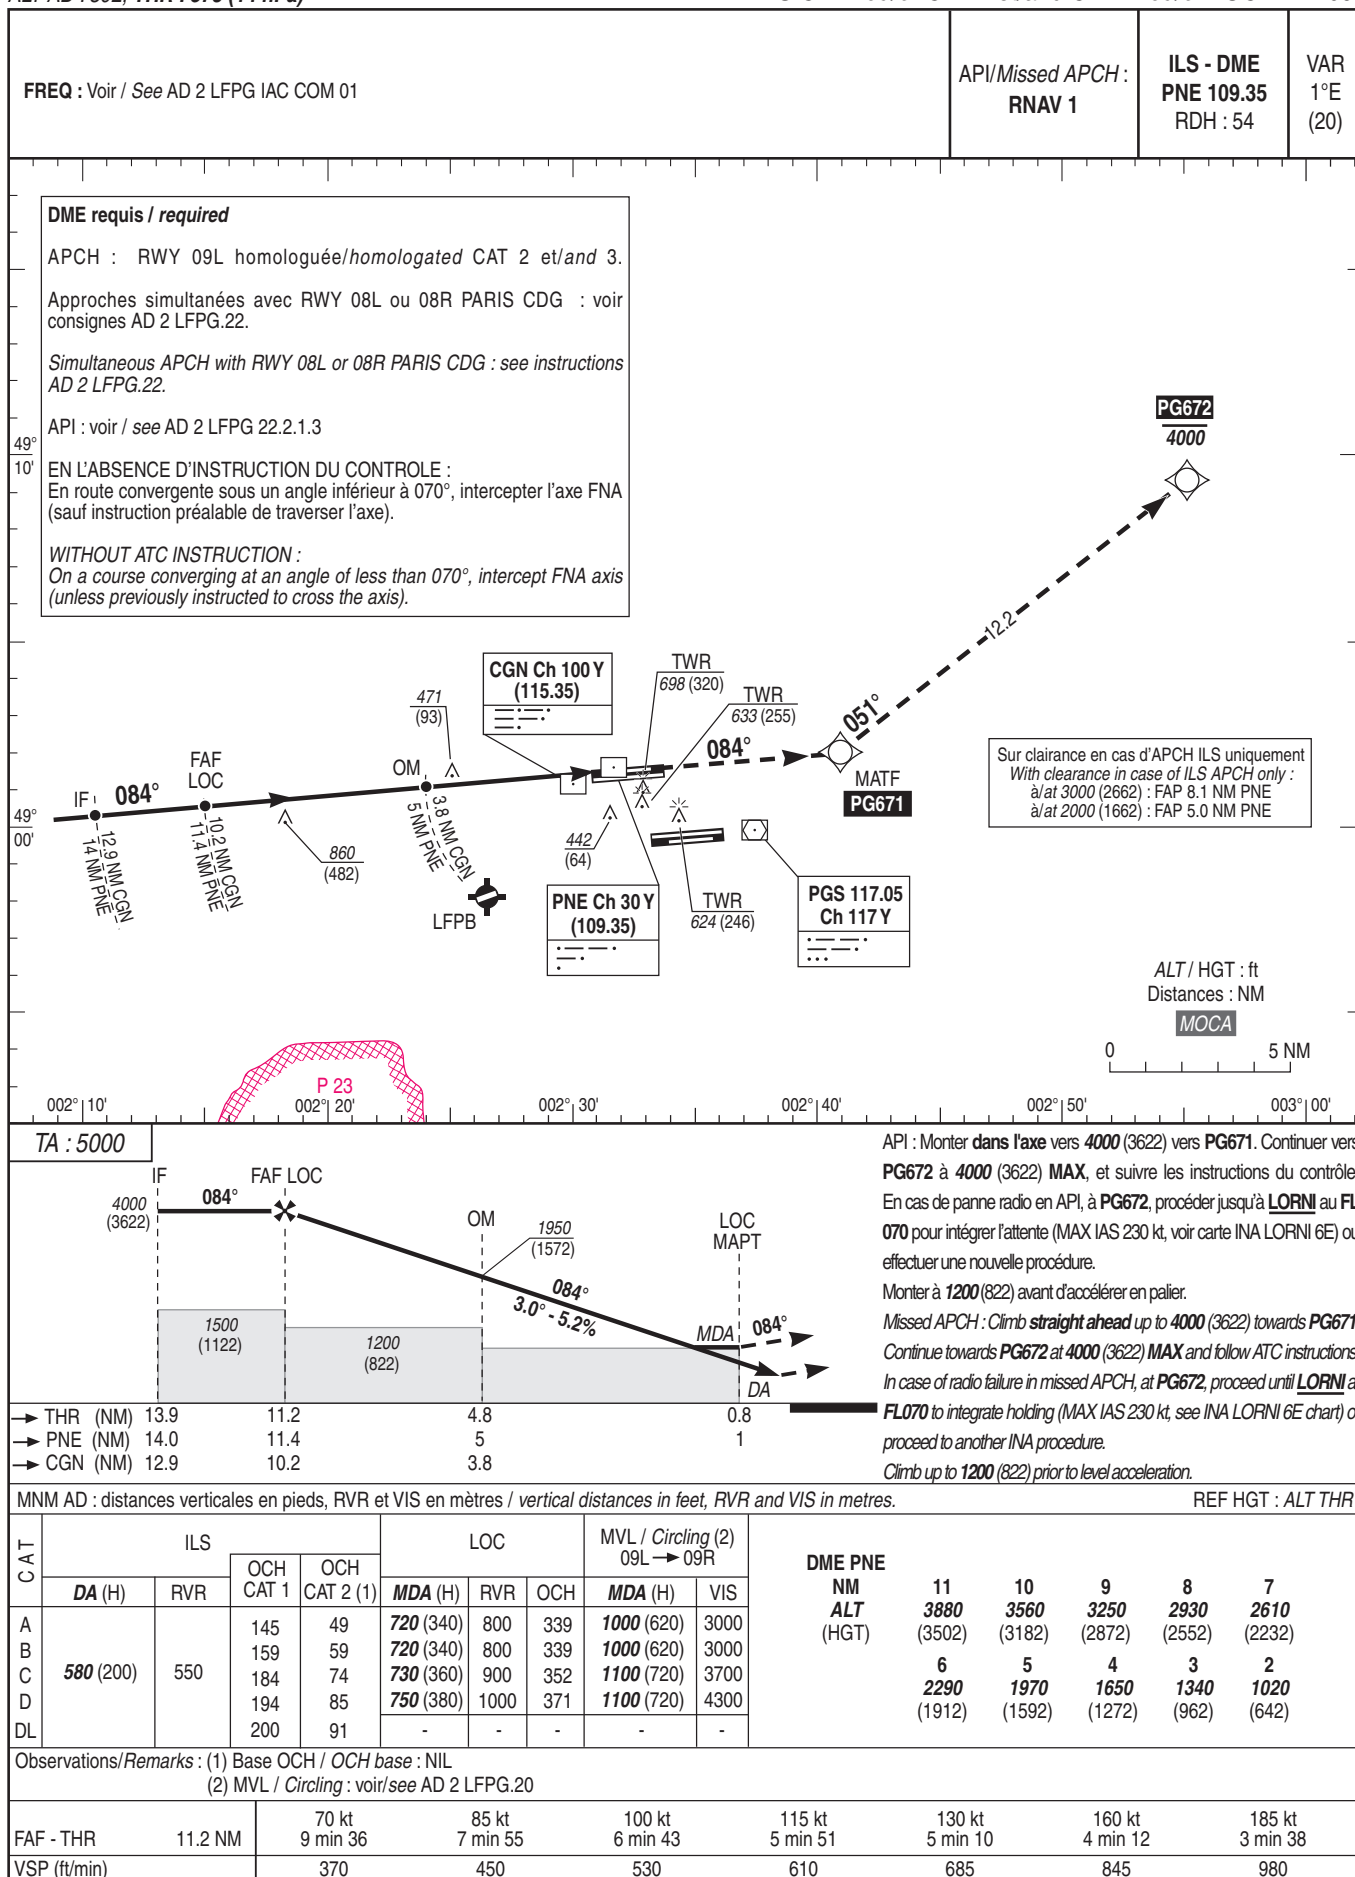 FREQ : Voir / See AD 2 LFPG IAC COM 01
API/Missed APCH :
RNAV 1
ILS - DME
PNE 109.35
RDH : 54
VAR
1°E
(20)
DME requis / required
APCH : RWY 09L homologuée/homologated CAT 2 et/and 3.
Approches simultanées avec RWY 08L ou 08R PARIS CDG : voir
consignes AD 2 LFPG.22.
Simultaneous APCH with RWY 08L or 08R PARIS CDG : see instructions
AD 2 LFPG.22.
API : voir / see AD 2 LFPG 22.2.1.3
EN L'ABSENCE D'INSTRUCTION DU CONTROLE :
En route convergente sous un angle inférieur à 070°, intercepter l'axe FNA
(sauf instruction préalable de traverser l'axe).
WITHOUT ATC INSTRUCTION :
On a course converging at an angle of less than 070°, intercept FNA axis
(unless previously instructed to cross the axis).
49°
10'
PG672
4000
12.2
051°
CGN Ch 100 Y
(115.35)
TWR
698 (320)
TWR
633 (255)
471
(93)
084°
MATF
PG671
Sur clairance en cas d'APCH ILS uniquement
With clearance in case of ILS APCH only :
à/at 3000 (2662) : FAP 8.1 NM PNE
à/at 2000 (1662) : FAP 5.0 NM PNE
FAF
LOC
OM
IF
084°
49°
00'
12.9 NM CGN
14 NM PNE
10.2 NM CGN
11.4 NM PNE
3.8 NM CGN
5 NM PNE
860
(482)
442
(64)
LFPB
PNE Ch 30 Y
(109.35)
TWR
624 (246)
PGS 117.05
Ch 117 Y
ALT / HGT : ft
Distances : NM
MOCA
0 5 NM
P 23
002° 10' 002° 20' 002° 30' 002° 40' 002° 50' 003° 00'
TA : 5000
IF
FAF LOC
4000
(3622)
084°
OM
1950
(1572)
LOC
MAPT
084°
3.0° - 5.2%
1500
(1122)
1200
(822)
MDA
084°
DA
THR (NM) 13.9 11.2 4.8 0.8
PNE (NM) 14.0 11.4 5 1
CGN (NM) 12.9 10.2 3.8
API : Monter dans l'axe vers 4000 (3622) vers PG671. Continuer vers
PG672 à 4000 (3622) MAX, et suivre les instructions du contrôle
En cas de panne radio en API, à PG672, procéder jusqu'à LORNI au FL
070 pour intégrer l'attente (MAX IAS 230 kt, voir carte INA LORNI 6E) ou
effectuer une nouvelle procédure.
Monter à 1200 (822) avant d'accélérer en palier.
Missed APCH : Climb straight ahead up to 4000 (3622) towards PG671
Continue towards PG672 at 4000 (3622) MAX and follow ATC instructions
In case of radio failure in missed APCH, at PG672, proceed until LORNI a
FL070 to integrate holding (MAX IAS 230 kt, see INA LORNI 6E chart) o
proceed to another INA procedure.
Climb up to 1200 (822) prior to level acceleration.
MNM AD : distances verticales en pieds, RVR et VIS en mètres / vertical distances in feet, RVR and VIS in metres. REF HGT : ALT THR
CAT ILS LOC MVL / Circling (2)
09L → 09R
DA (H) RVR OCH CAT 1 OCH CAT 2 (1) MDA (H) RVR OCH MDA (H) VIS
A 145 49 720 (340) 800 339 1000 (620) 3000
B 159 59 720 (340) 800 339 1000 (620) 3000
C 580 (200) 550 184 74 730 (360) 900 352 1100 (720) 3700
D 194 85 750 (380) 1000 371 1100 (720) 4300
DL 200 91 - - - - -
DME PNE
NM 11 10 9 8 7
ALT 3880 3560 3250 2930 2610
(HGT) (3502) (3182) (2872) (2552) (2232)
6 5 4 3 2
2290 1970 1650 1340 1020
(1912) (1592) (1272) (962) (642)
Observations/Remarks : (1) Base OCH / OCH base : NIL
(2) MVL / Circling : voir/see AD 2 LFPG.20
70 kt 85 kt 100 kt 115 kt 130 kt 160 kt 185 kt
FAF - THR 11.2 NM 9 min 36 7 min 55 6 min 43 5 min 51 5 min 10 4 min 12 3 min 38
VSP (ft/min) 370 450 530 610 685 845 980